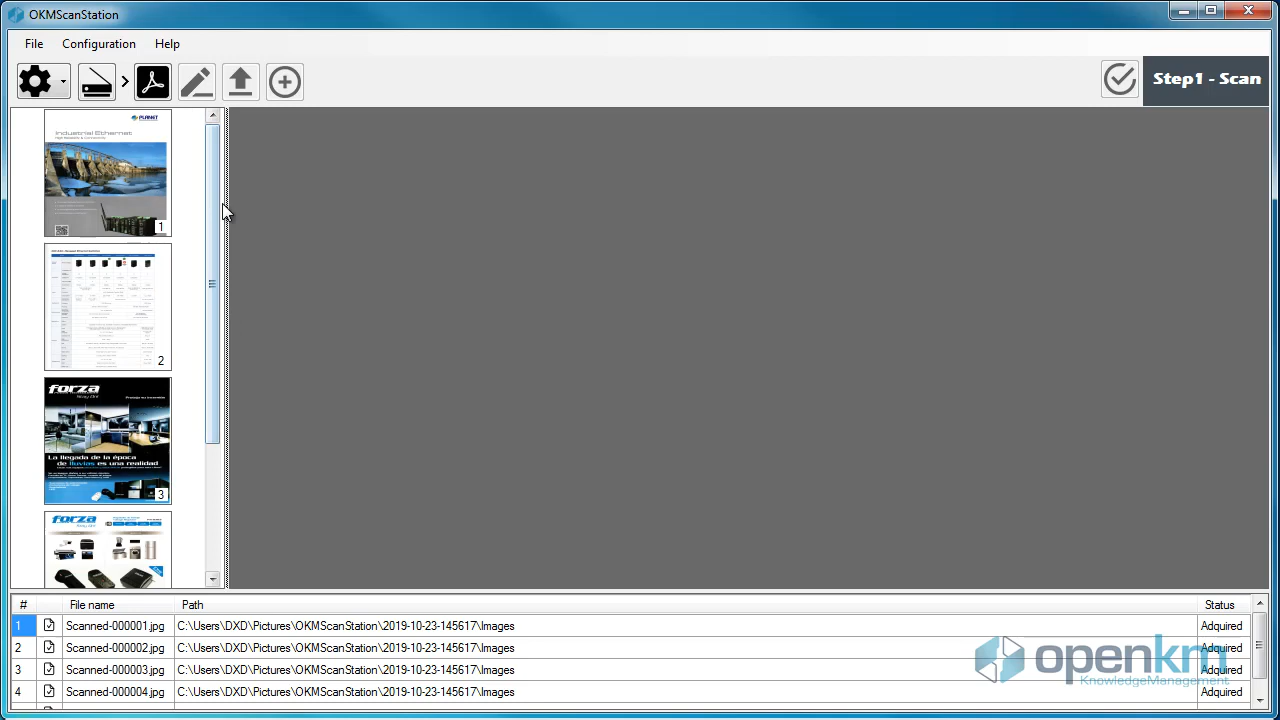 OKMScanStation
File Configuration Help
Step1 - Scan
PLANET
Industrial Ethernet
1
2
forza
Proteja su inversión
La llegada de la época
de lluvias es una realidad
3
forza
# File name Path Status
1 Scanned-000001.jpg C:\Users\DXD\Pictures\OKMScanStation\2019-10-23-145617\Images Adquired
2 Scanned-000002.jpg C:\Users\DXD\Pictures\OKMScanStation\2019-10-23-145617\Images Adquired
3 Scanned-000003.jpg C:\Users\DXD\Pictures\OKMScanStation\2019-10-23-145617\Images Adquired
4 Scanned-000004.jpg C:\Users\DXD\Pictures\OKMScanStation\2019-10-23-145617\Images Adquired
openkm
KnowledgeManagement